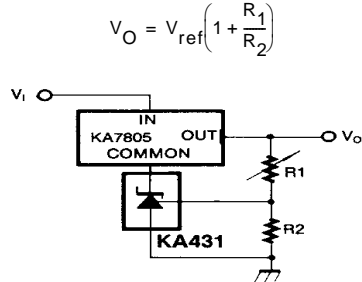 V_O = V_ref(1 + R_1/R_2)
V_I
IN
KA7805 OUT
V_O
COMMON
R1
R2
KA431